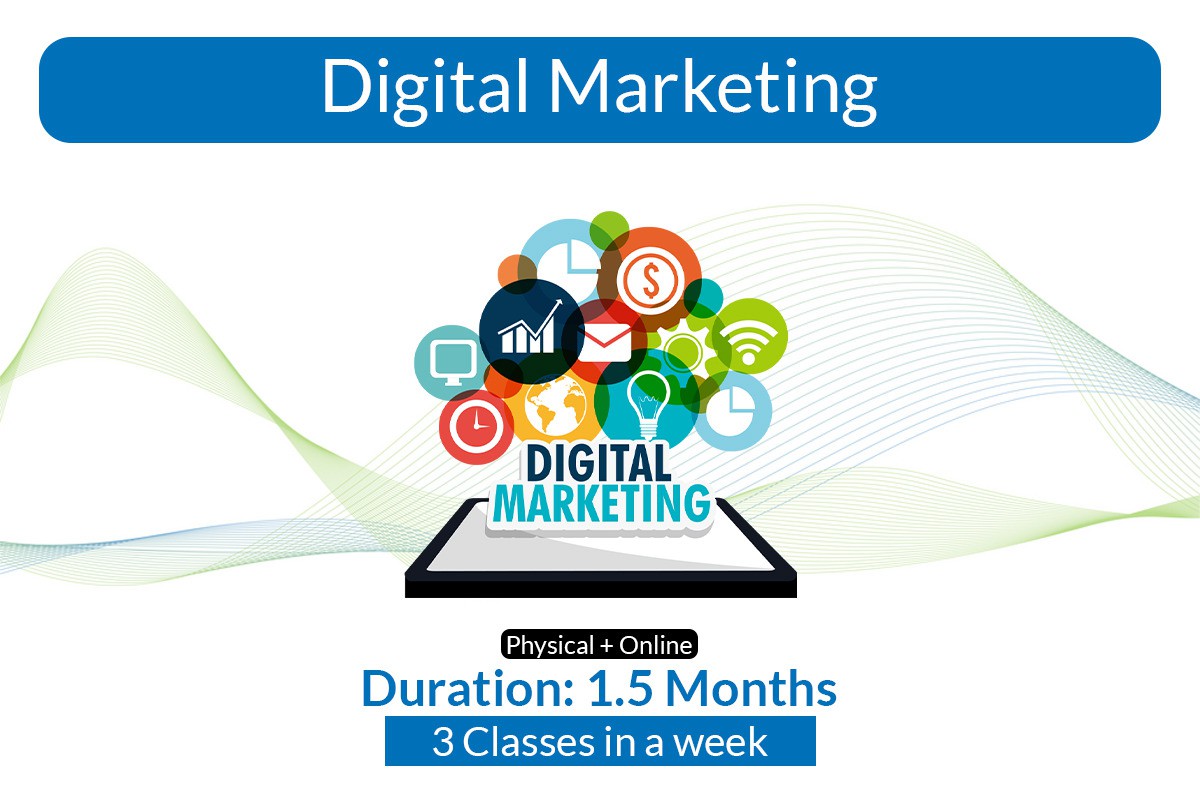 Digital Marketing
DIGITAL
MARKETING
Physical + Online
Duration: 1.5 Months
3 Classes in a week